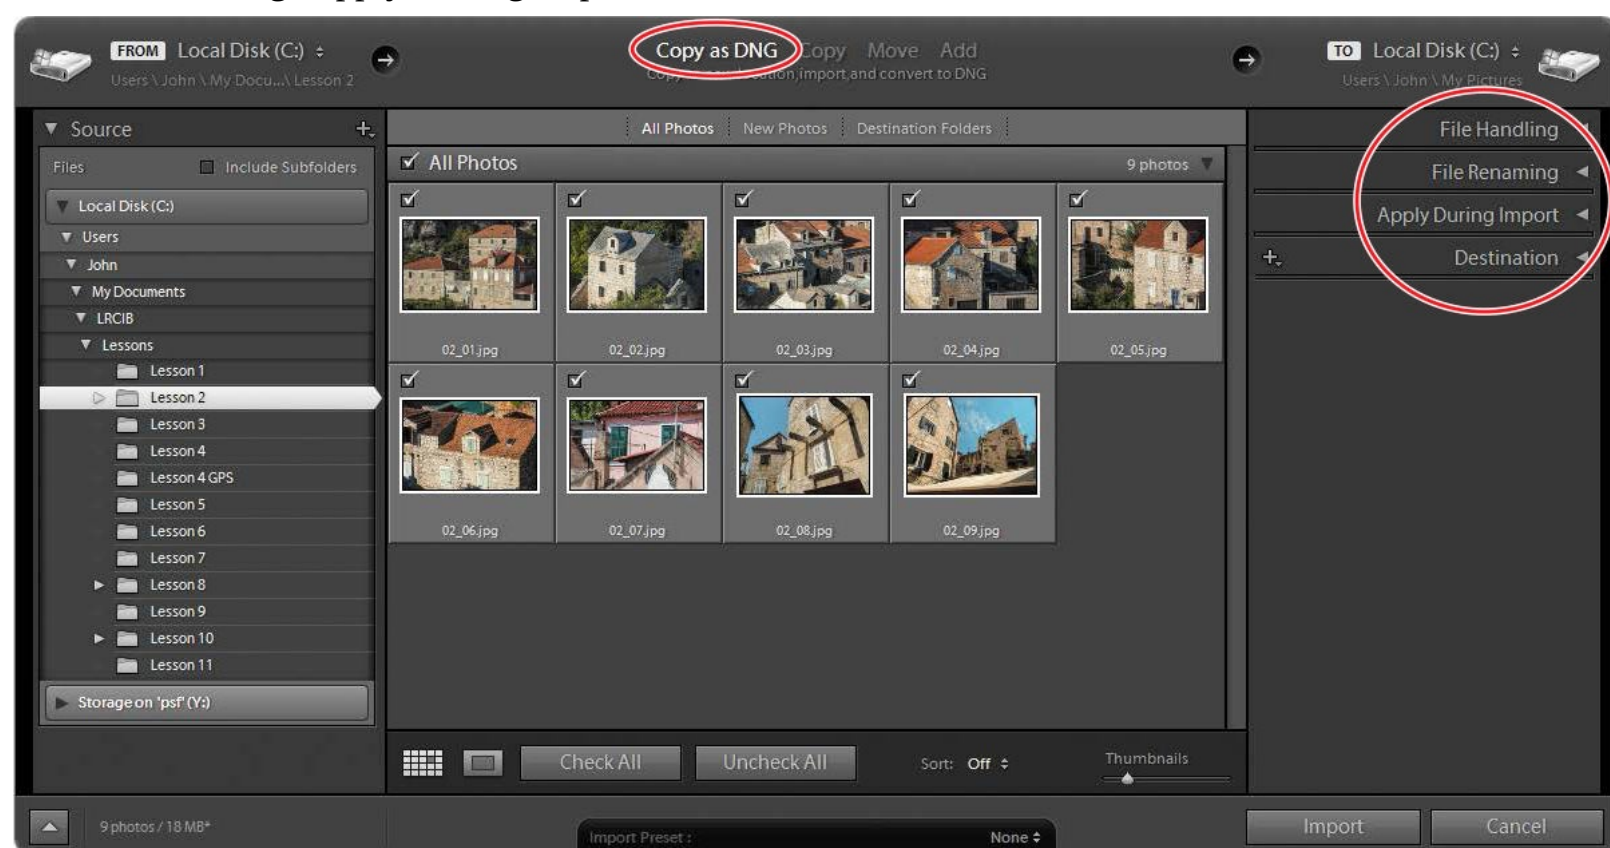 FROM Local Disk (C:)
Users \ John \ My Docu...\ Lesson 2
Copy as DNG Copy Move Add
import, and convert to DNG
TO Local Disk (C:)
Users \ John \ My Pictures
Source
Files Include Subfolders
Local Disk (C:)
Users
John
My Documents
LRCIB
Lessons
Lesson 1
Lesson 2
Lesson 3
Lesson 4
Lesson 4 GPS
Lesson 5
Lesson 6
Lesson 7
Lesson 8
Lesson 9
Lesson 10
Lesson 11
Storage on 'psf' (Y:)
All Photos New Photos Destination Folders
All Photos 9 photos
02_01.jpg 02_02.jpg 02_03.jpg 02_04.jpg 02_05.jpg
02_06.jpg 02_07.jpg 02_08.jpg 02_09.jpg
Check All Uncheck All Sort: Off Thumbnails
File Handling
File Renaming
Apply During Import
Destination
9 photos / 18 MB*
Import Preset : None
Import Cancel